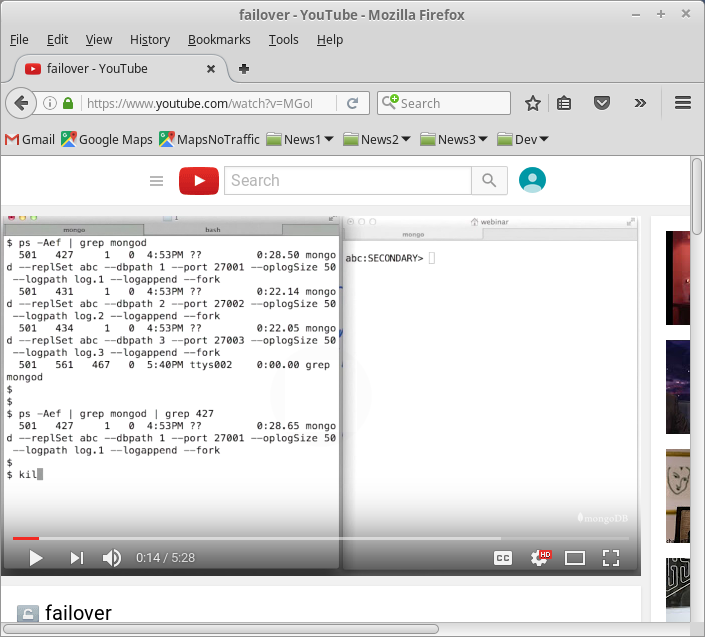 failover - YouTube - Mozilla Firefox
File Edit View History Bookmarks Tools Help
failover - YouTube
https://www.youtube.com/watch?v=MGol
Search
Gmail Google Maps MapsNoTraffic News1 News2 News3 Dev
Search
1
mongo bash
$ ps -Aef | grep mongod
501 427 1 0 4:53PM ?? 0:28.50 mongo
d --replSet abc --dbpath 1 --port 27001 --oplogSize 50
--logpath log.1 --logappend --fork
501 431 1 0 4:53PM ?? 0:22.14 mongo
d --replSet abc --dbpath 2 --port 27002 --oplogSize 50
--logpath log.2 --logappend --fork
501 434 1 0 4:53PM ?? 0:22.05 mongo
d --replSet abc --dbpath 3 --port 27003 --oplogSize 50
--logpath log.3 --logappend --fork
501 561 467 0 5:40PM ttys002 0:00.00 grep
mongod
$
$
$ ps -Aef | grep mongod | grep 427
501 427 1 0 4:53PM ?? 0:28.65 mongo
d --replSet abc --dbpath 1 --port 27001 --oplogSize 50
--logpath log.1 --logappend --fork
$
$ kil
webinar
mongo
abc:SECONDARY>
mongoDB
0:14 / 5:28
CC
HD
failover